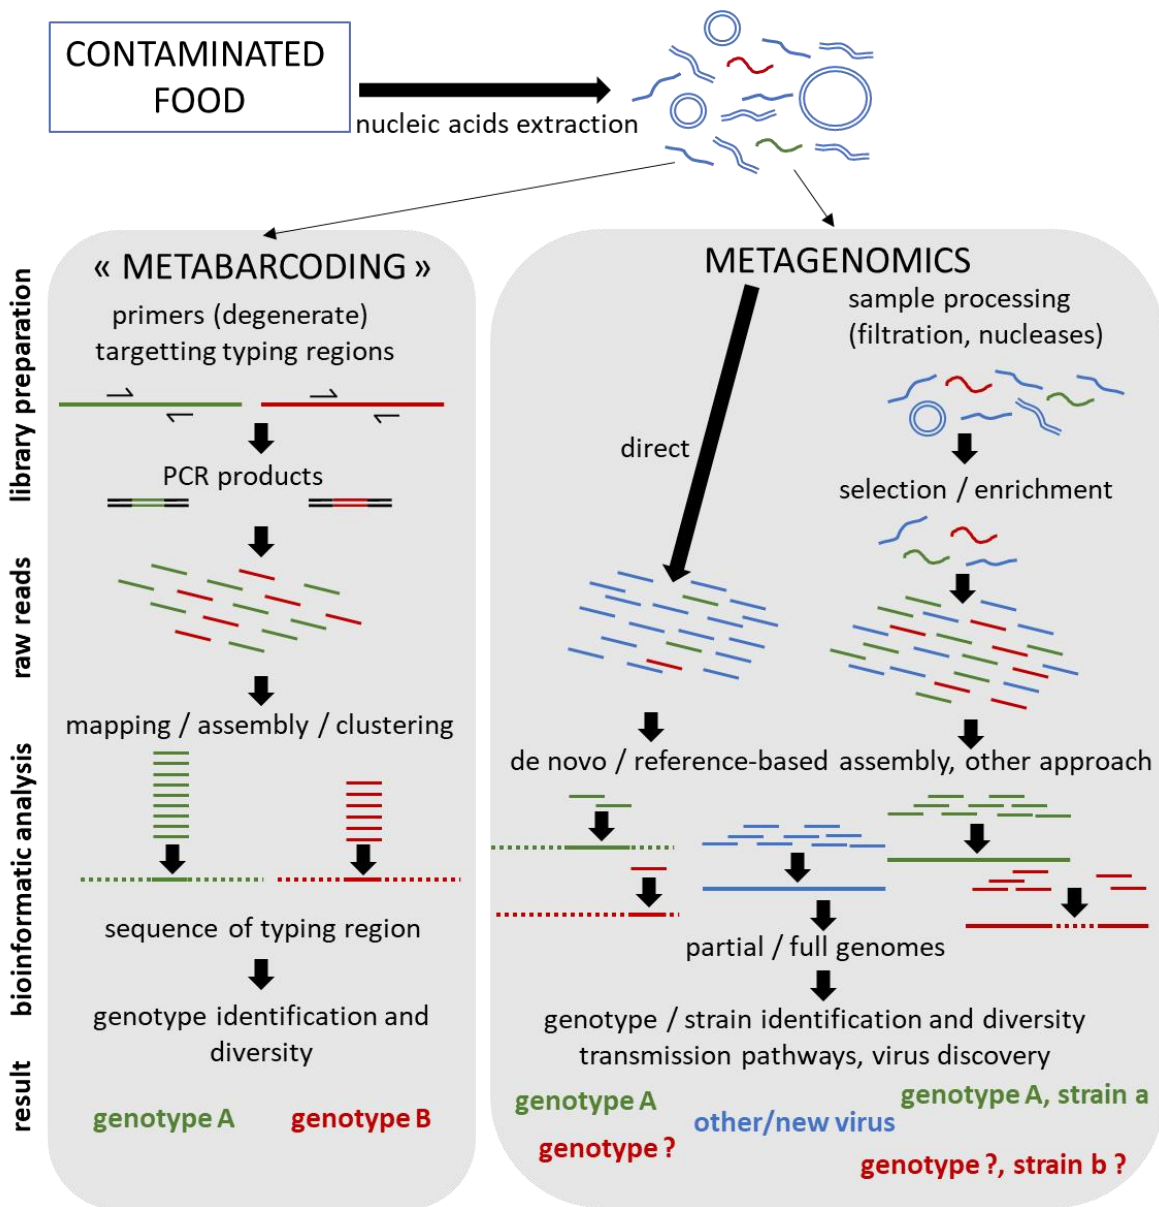 CONTAMINATED
FOOD
nucleic acids extraction
library preparation
raw reads
bioinformatic analysis
result
« METABARCODING »
primers (degenerate)
targetting typing regions
PCR products
mapping / assembly / clustering
sequence of typing region
genotype identification and
diversity
genotype A
genotype B
METAGENOMICS
sample processing
(filtration, nucleases)
direct
selection / enrichment
de novo / reference-based assembly, other approach
partial / full genomes
genotype / strain identification and diversity
transmission pathways, virus discovery
genotype A
genotype ?
other/new virus
genotype A, strain a
genotype ?, strain b ?